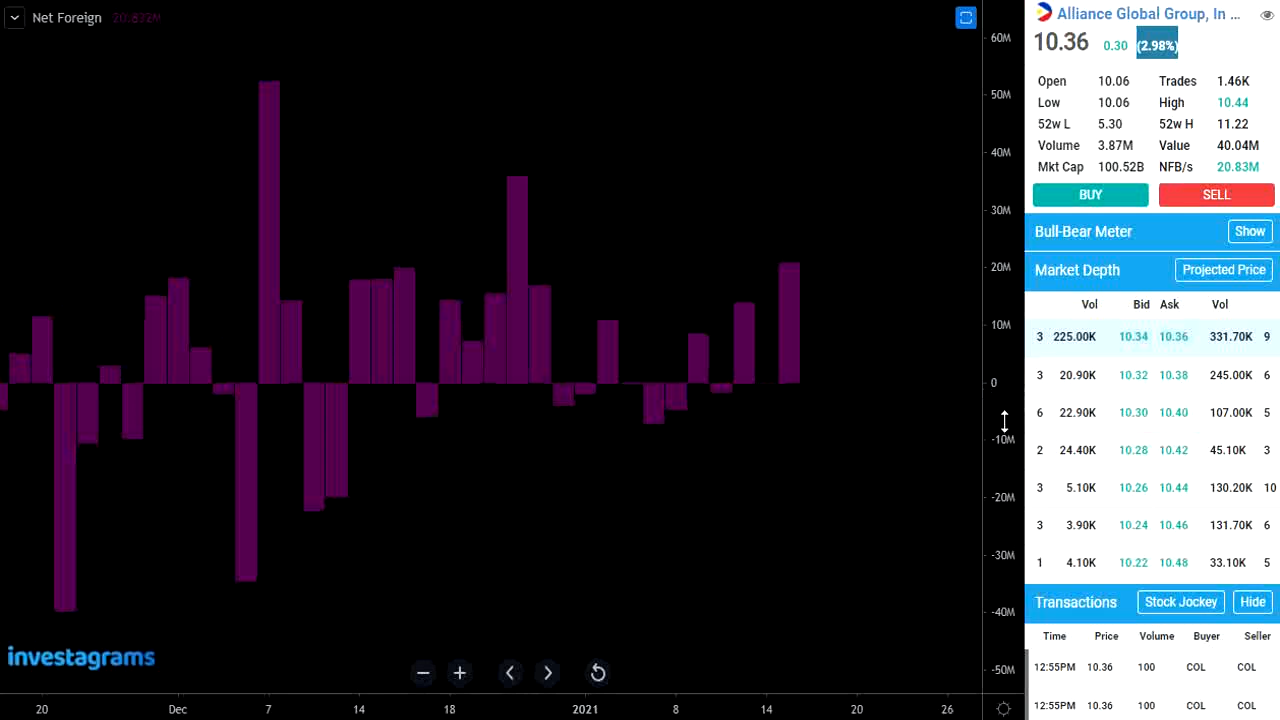 Net Foreign 20.832M
60M
50M
40M
30M
20M
10M
0
-10M
-20M
-30M
-40M
-50M
investagrams
20 Dec 7 14 18 2021 8 14 20 26
Alliance Global Group, In ...
10.36 0.30 (2.98%)
Open 10.06 Trades 1.46K
Low 10.06 High 10.44
52w L 5.30 52w H 11.22
Volume 3.87M Value 40.04M
Mkt Cap 100.52B NFB/s 20.83M
BUY SELL
Bull-Bear Meter Show
Market Depth Projected Price
Vol Bid Ask Vol
3 225.00K 10.34 10.36 331.70K 9
3 20.90K 10.32 10.38 245.00K 6
6 22.90K 10.30 10.40 107.00K 5
2 24.40K 10.28 10.42 45.10K 3
3 5.10K 10.26 10.44 130.20K 10
3 3.90K 10.24 10.46 131.70K 6
1 4.10K 10.22 10.48 33.10K 5
Transactions Stock Jockey Hide
Time Price Volume Buyer Seller
12:55PM 10.36 100 COL COL
12:55PM 10.36 100 COL COL